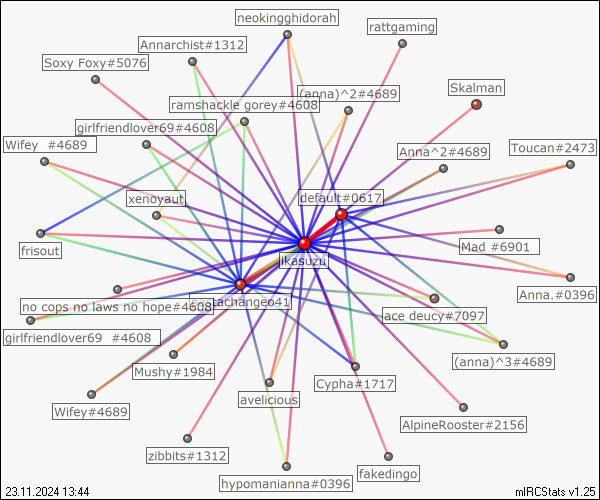 neokingghidorah
rattgaming
Annarchist#1312
Soxy Foxy#5076
Skalman
(anna)^2#4689
ramshackle gorey#4608
girlfriendlover69#4608
Wifey #4689
Toucan#2473
Anna^2#4689
xenoyaut
default#0617
frisout
Mad_#6901
ikasuzu
Anna.#0396
no cops no laws no hope#4608
ace deucy#7097
girlfriendlover69 #4608
(anna)^3#4689
Mushy#1984
Cypha#1717
avelicious
Wifey#4689
AlpineRooster#2156
zibbits#1312
fakedingo
hypomanianna#0396
23.11.2024 13:44
mIRCStats v1.25